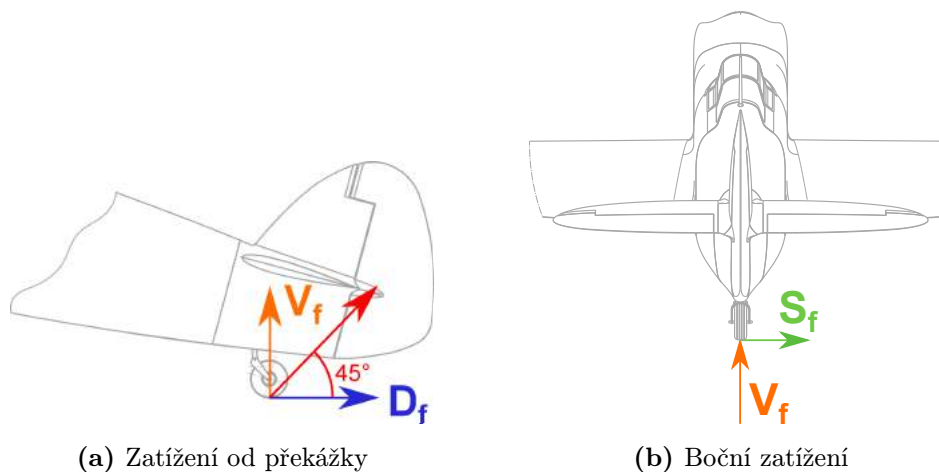 V_f
45°
D_f
(a) Zatížení od překážky
S_f
V_f
(b) Boční zatížení